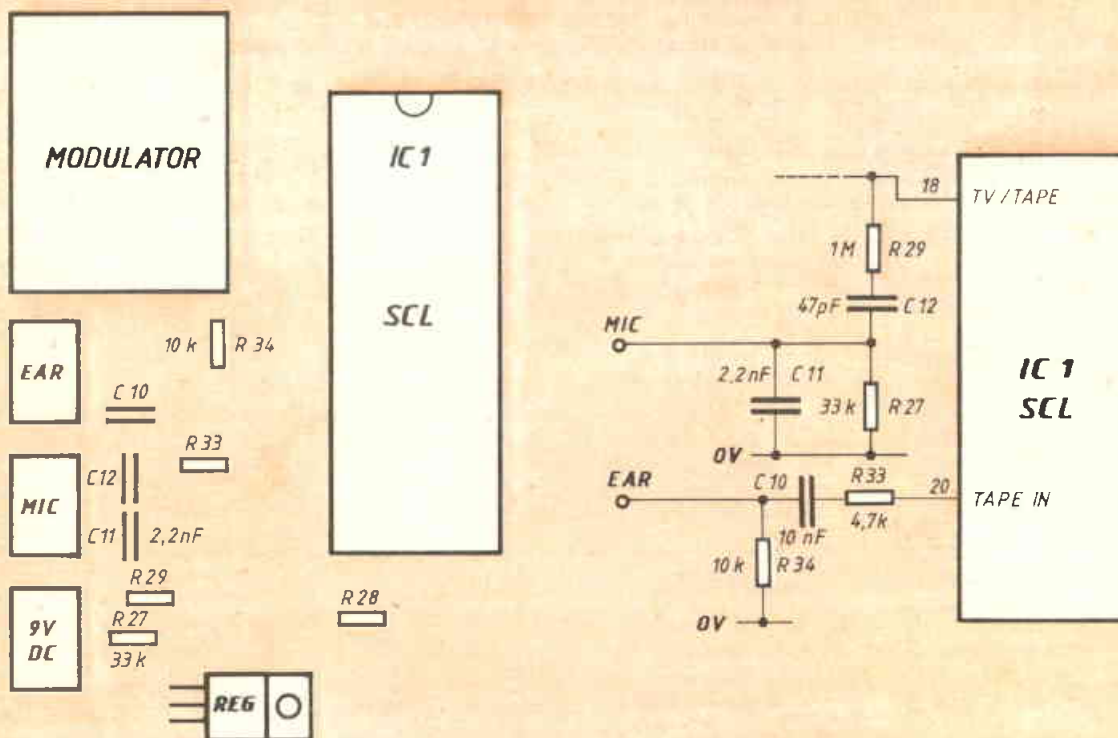 MODULATOR
EAR
10 k R 34
C 10
R 33
MIC
C12
C11 2,2nF
9V
DC
R 29
R 27
33 k
REG
IC 1
SCL
R 28
18 TV / TAPE
1M R 29
47pF C 12
MIC
2,2nF C 11
33 k R 27
0V
EAR
C 10 R 33
20 TAPE IN
10 nF 4,7k
10 k R 34
0V
IC 1
SCL